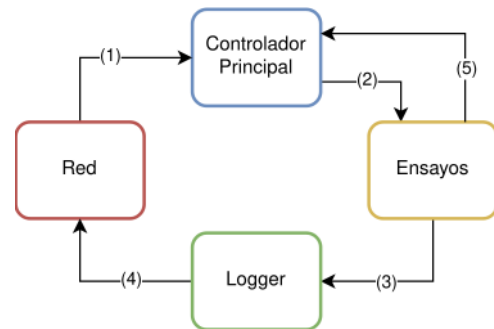 Controlador
Principal
(1)
(2)
(5)
Red
Ensayos
Logger
(4)
(3)